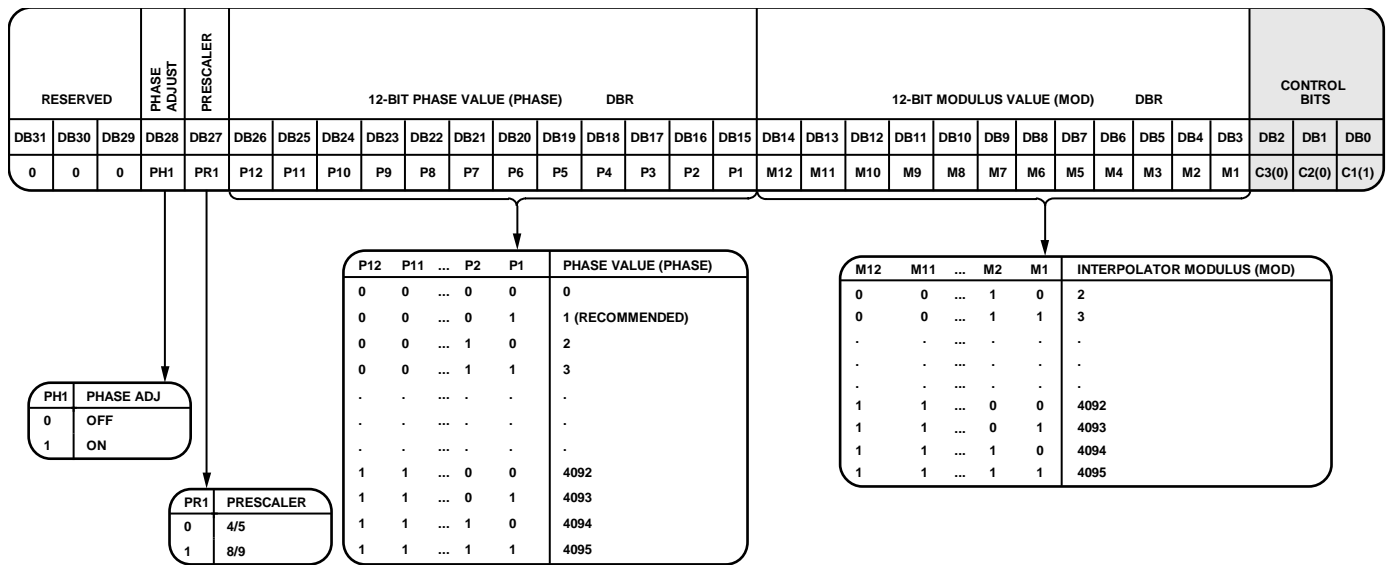 RESERVED PHASE ADJUST PRESCALER 12-BIT PHASE VALUE (PHASE) DBR 12-BIT MODULUS VALUE (MOD) DBR CONTROL BITS
DB31 DB30 DB29 DB28 DB27 DB26 DB25 DB24 DB23 DB22 DB21 DB20 DB19 DB18 DB17 DB16 DB15 DB14 DB13 DB12 DB11 DB10 DB9 DB8 DB7 DB6 DB5 DB4 DB3 DB2 DB1 DB0
0 0 0 PH1 PR1 P12 P11 P10 P9 P8 P7 P6 P5 P4 P3 P2 P1 M12 M11 M10 M9 M8 M7 M6 M5 M4 M3 M2 M1 C3(0) C2(0) C1(1)
PH1 PHASE ADJ
0 OFF
1 ON
PR1 PRESCALER
0 4/5
1 8/9
P12 P11 ... P2 P1 PHASE VALUE (PHASE)
0 0 ... 0 0 0
0 0 ... 0 1 1 (RECOMMENDED)
0 0 ... 1 0 2
0 0 ... 1 1 3
. . ... . . .
. . ... . . .
. . ... . . .
1 1 ... 0 0 4092
1 1 ... 0 1 4093
1 1 ... 1 0 4094
1 1 ... 1 1 4095
M12 M11 ... M2 M1 INTERPOLATOR MODULUS (MOD)
0 0 ... 1 0 2
0 0 ... 1 1 3
. . ... . . .
. . ... . . .
. . ... . . .
1 1 ... 0 0 4092
1 1 ... 0 1 4093
1 1 ... 1 0 4094
1 1 ... 1 1 4095